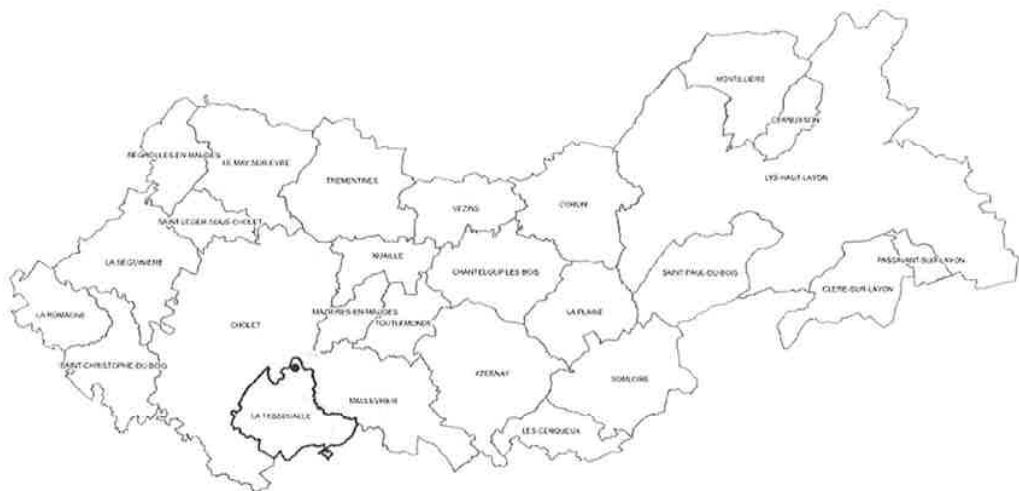 MONTILLIERE
CERNUSSON
BEGROLLES-EN-MAUGES
LE MAY-SUR-EVRE
TREMENTINES
LYS-HAUT-LAYON
VEZINS
CORON
SAINT-LEGER-SOUS-CHOLET
NUAILLE
LA SEGUINIERE
CHANTELOUP-LES-BOIS
SAINT-PAUL-DU-BOIS
PASSAVANT-SUR-LAYON
CLERE-SUR-LAYON
LA ROMAGNE
MAZIERES-EN-MAUGES
LA PLAINE
CHOLET
TOUTLEMONDE
SAINT-CHRISTOPHE-DU-BOIS
YZERNAY
SOMLOIRE
MAULEVRIER
LA TESSOUALLE
LES CERQUEUX